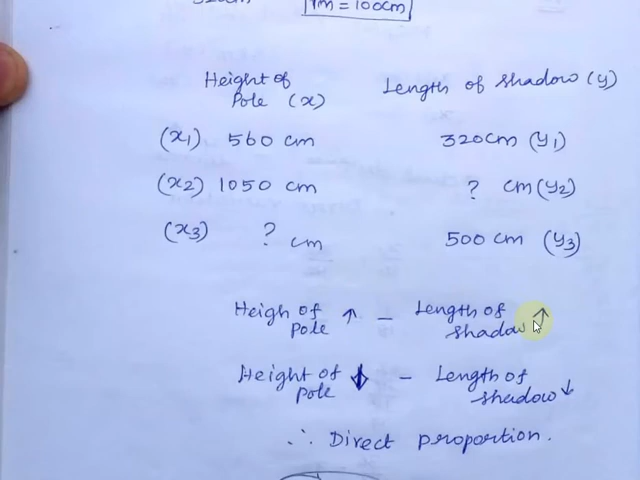 320cm 1m = 100cm
Height of Pole (x) Length of shadow (y)
(x1) 560 cm 320cm (y1)
(x2) 1050 cm ? cm (y2)
(x3) ? cm 500 cm (y3)
Heigh of pole ↑ – Length of shadow ↑
Height of pole ↓ – Length of shadow ↓
∴ Direct proportion.